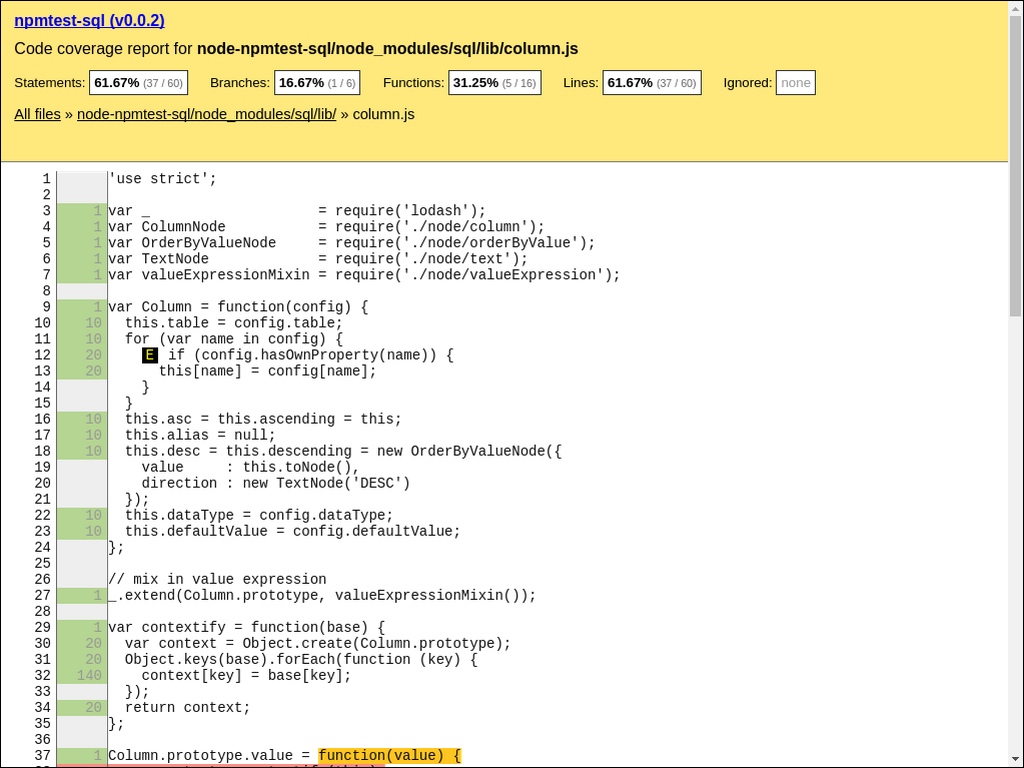 npmtest-sql (v0.0.2)
Code coverage report for node-npmtest-sql/node_modules/sql/lib/column.js
Statements: 61.67% (37 / 60) Branches: 16.67% (1 / 6) Functions: 31.25% (5 / 16) Lines: 61.67% (37 / 60) Ignored: none
All files » node-npmtest-sql/node_modules/sql/lib/ » column.js
1 'use strict';
2
3 1 var _                    = require('lodash');
4 1 var ColumnNode           = require('./node/column');
5 1 var OrderByValueNode     = require('./node/orderByValue');
6 1 var TextNode             = require('./node/text');
7 1 var valueExpressionMixin = require('./node/valueExpression');
8
9 1 var Column = function(config) {
10 10   this.table = config.table;
11 10   for (var name in config) {
12 20     E if (config.hasOwnProperty(name)) {
13 20       this[name] = config[name];
14     }
15   }
16 10   this.asc = this.ascending = this;
17 10   this.alias = null;
18 10   this.desc = this.descending = new OrderByValueNode({
19     value     : this.toNode(),
20     direction : new TextNode('DESC')
21   });
22 10   this.dataType = config.dataType;
23 10   this.defaultValue = config.defaultValue;
24 };
25
26 // mix in value expression
27 1 _.extend(Column.prototype, valueExpressionMixin());
28
29 1 var contextify = function(base) {
30 20   var context = Object.create(Column.prototype);
31 20   Object.keys(base).forEach(function (key) {
32 140     context[key] = base[key];
33   });
34 20   return context;
35 };
36
37 1 Column.prototype.value = function(value) {